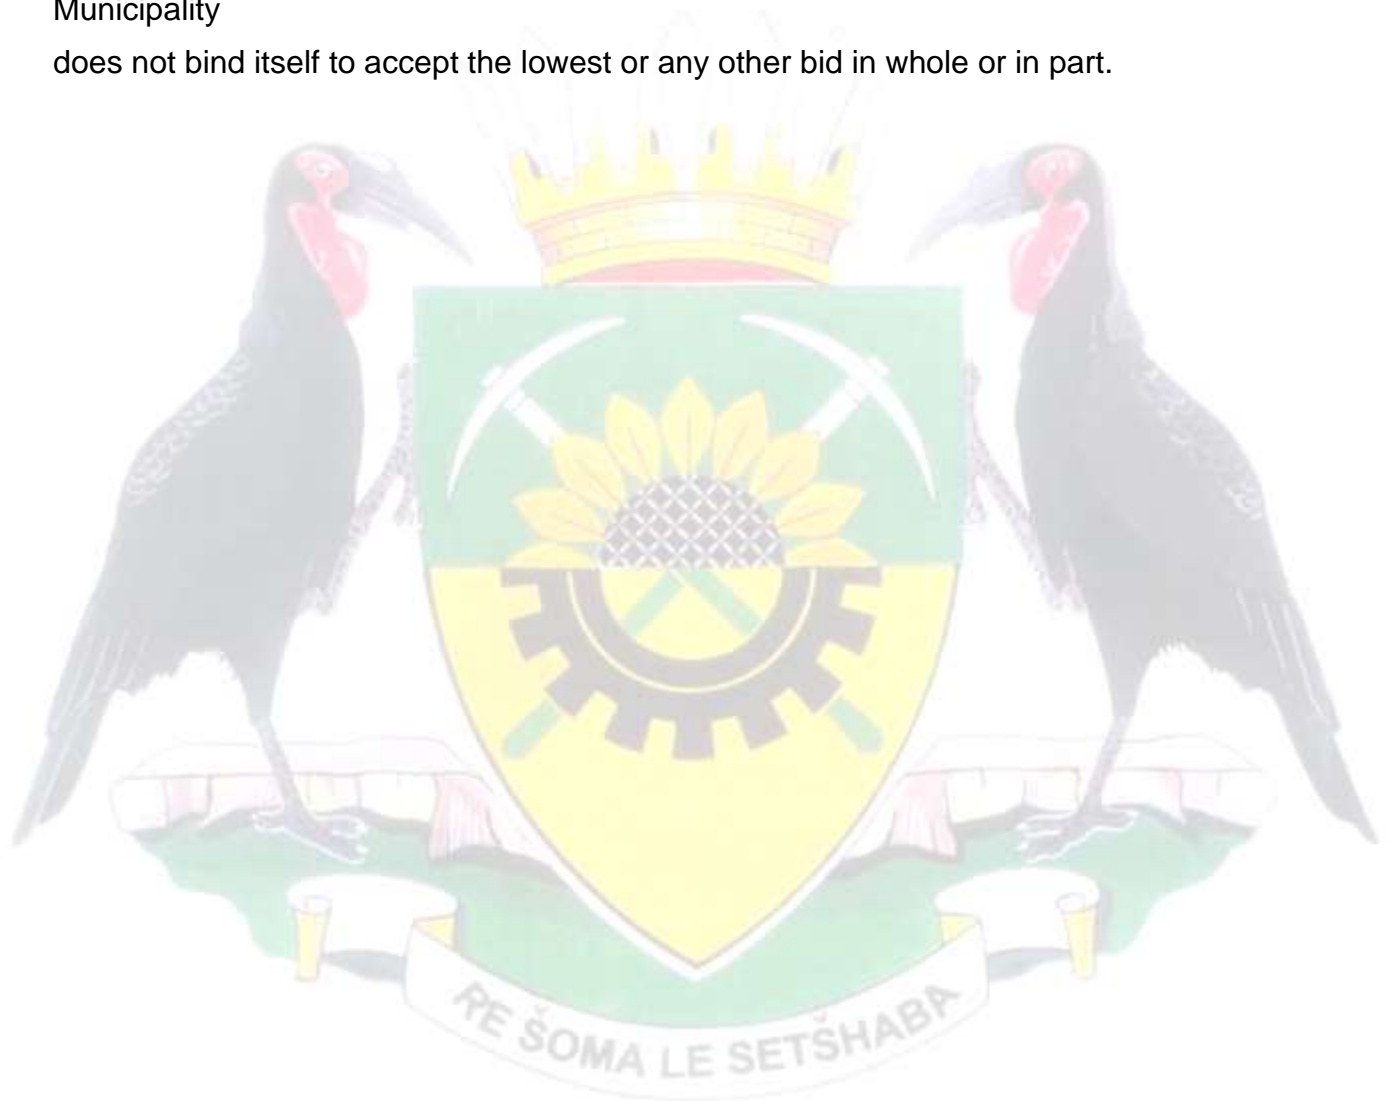 Municipality
does not bind itself to accept the lowest or any other bid in whole or in part.
RE ŠOMA LE SETŠHABA